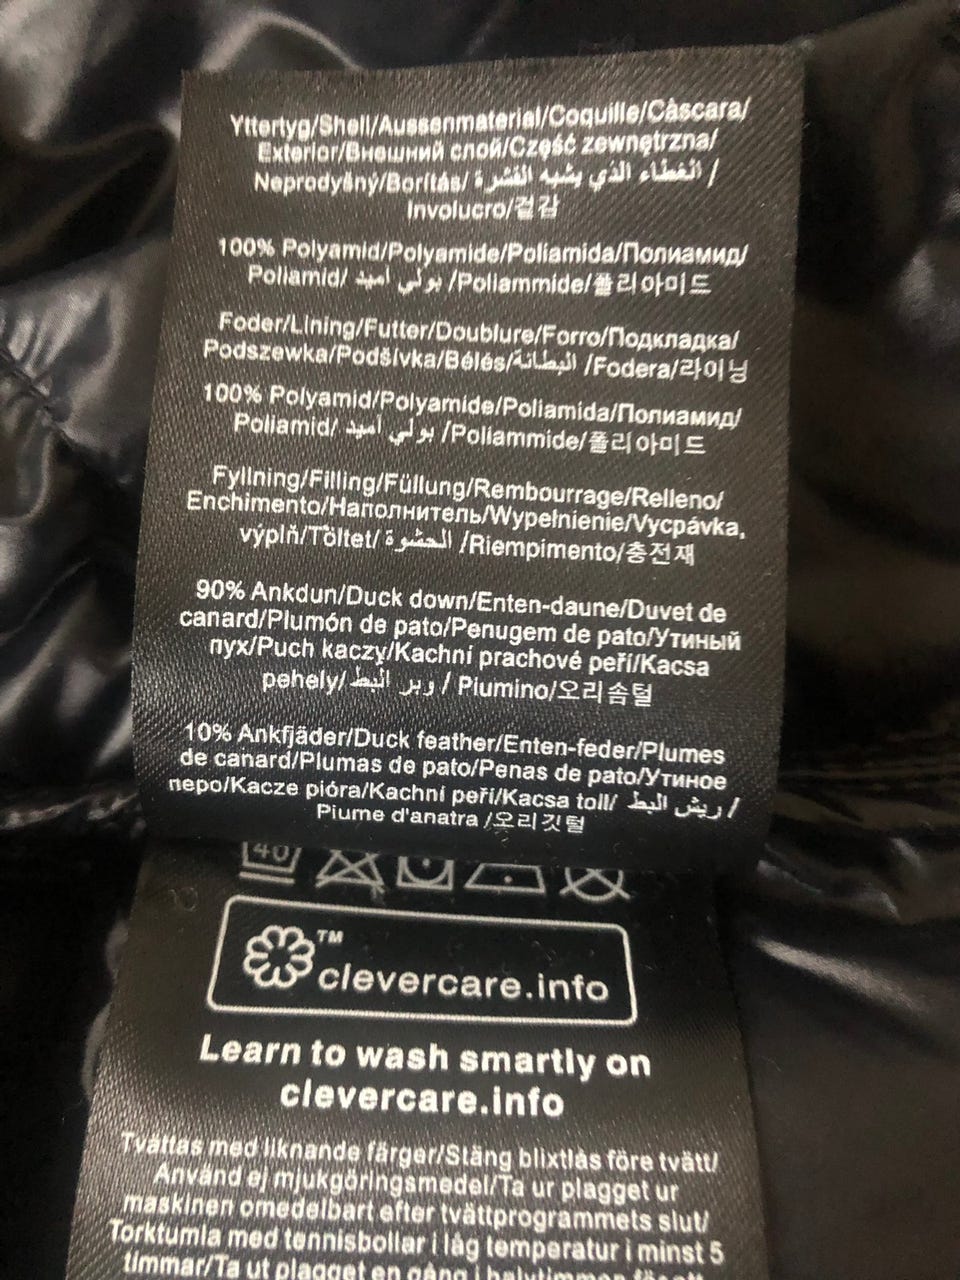 Yttertyg/Shell/Aussenmaterial/Coquille/Cáscara/
Exterior/Внешний слой/Część zewnętrzna/
Neprodyšný/Borítás/ الغطاء الذي يشبه القشرة /
Involucro/겉감
100% Polyamid/Polyamide/Poliamida/Полиамид/
Poliamid/ بولي أميد /Poliammide/폴리아미드
Foder/Lining/Futter/Doublure/Forro/Подкладка/
Podszewka/Podšívka/Bélés/البطانة /Fodera/라이닝
100% Polyamid/Polyamide/Poliamida/Полиамид/
Poliamid/ بولي أميد /Poliammide/폴리아미드
Fyllning/Filling/Füllung/Rembourrage/Relleno/
Enchimento/Наполнитель/Wypełnienie/Vycpávka,
výplň/Töltet/ الحشوة /Riempimento/충전재
90% Ankdun/Duck down/Enten-daune/Duvet de
canard/Plumón de pato/Penugem de pato/Утиный
пух/Puch kaczy/Kachní prachové peří/Kacsa
pehely/ وبر البط / Piumino/오리솜털
10% Ankfjäder/Duck feather/Enten-feder/Plumes
de canard/Plumas de pato/Penas de pato/Утиное
перо/Kacze pióra/Kachní peří/Kacsa toll/ ريش البط /
Piume d'anatra /오리깃털
40
TM
clevercare.info
Learn to wash smartly on
clevercare.info
Tvättas med liknande färger/Stäng blixtlås före tvätt/
Använd ej mjukgöringsmedel/Ta ur plagget ur
maskinen omedelbart efter tvättprogrammets slut/
Torktumla med tennisbollar i låg temperatur i minst 5
timmar/Ta ut plagget en gång i halvtimmen